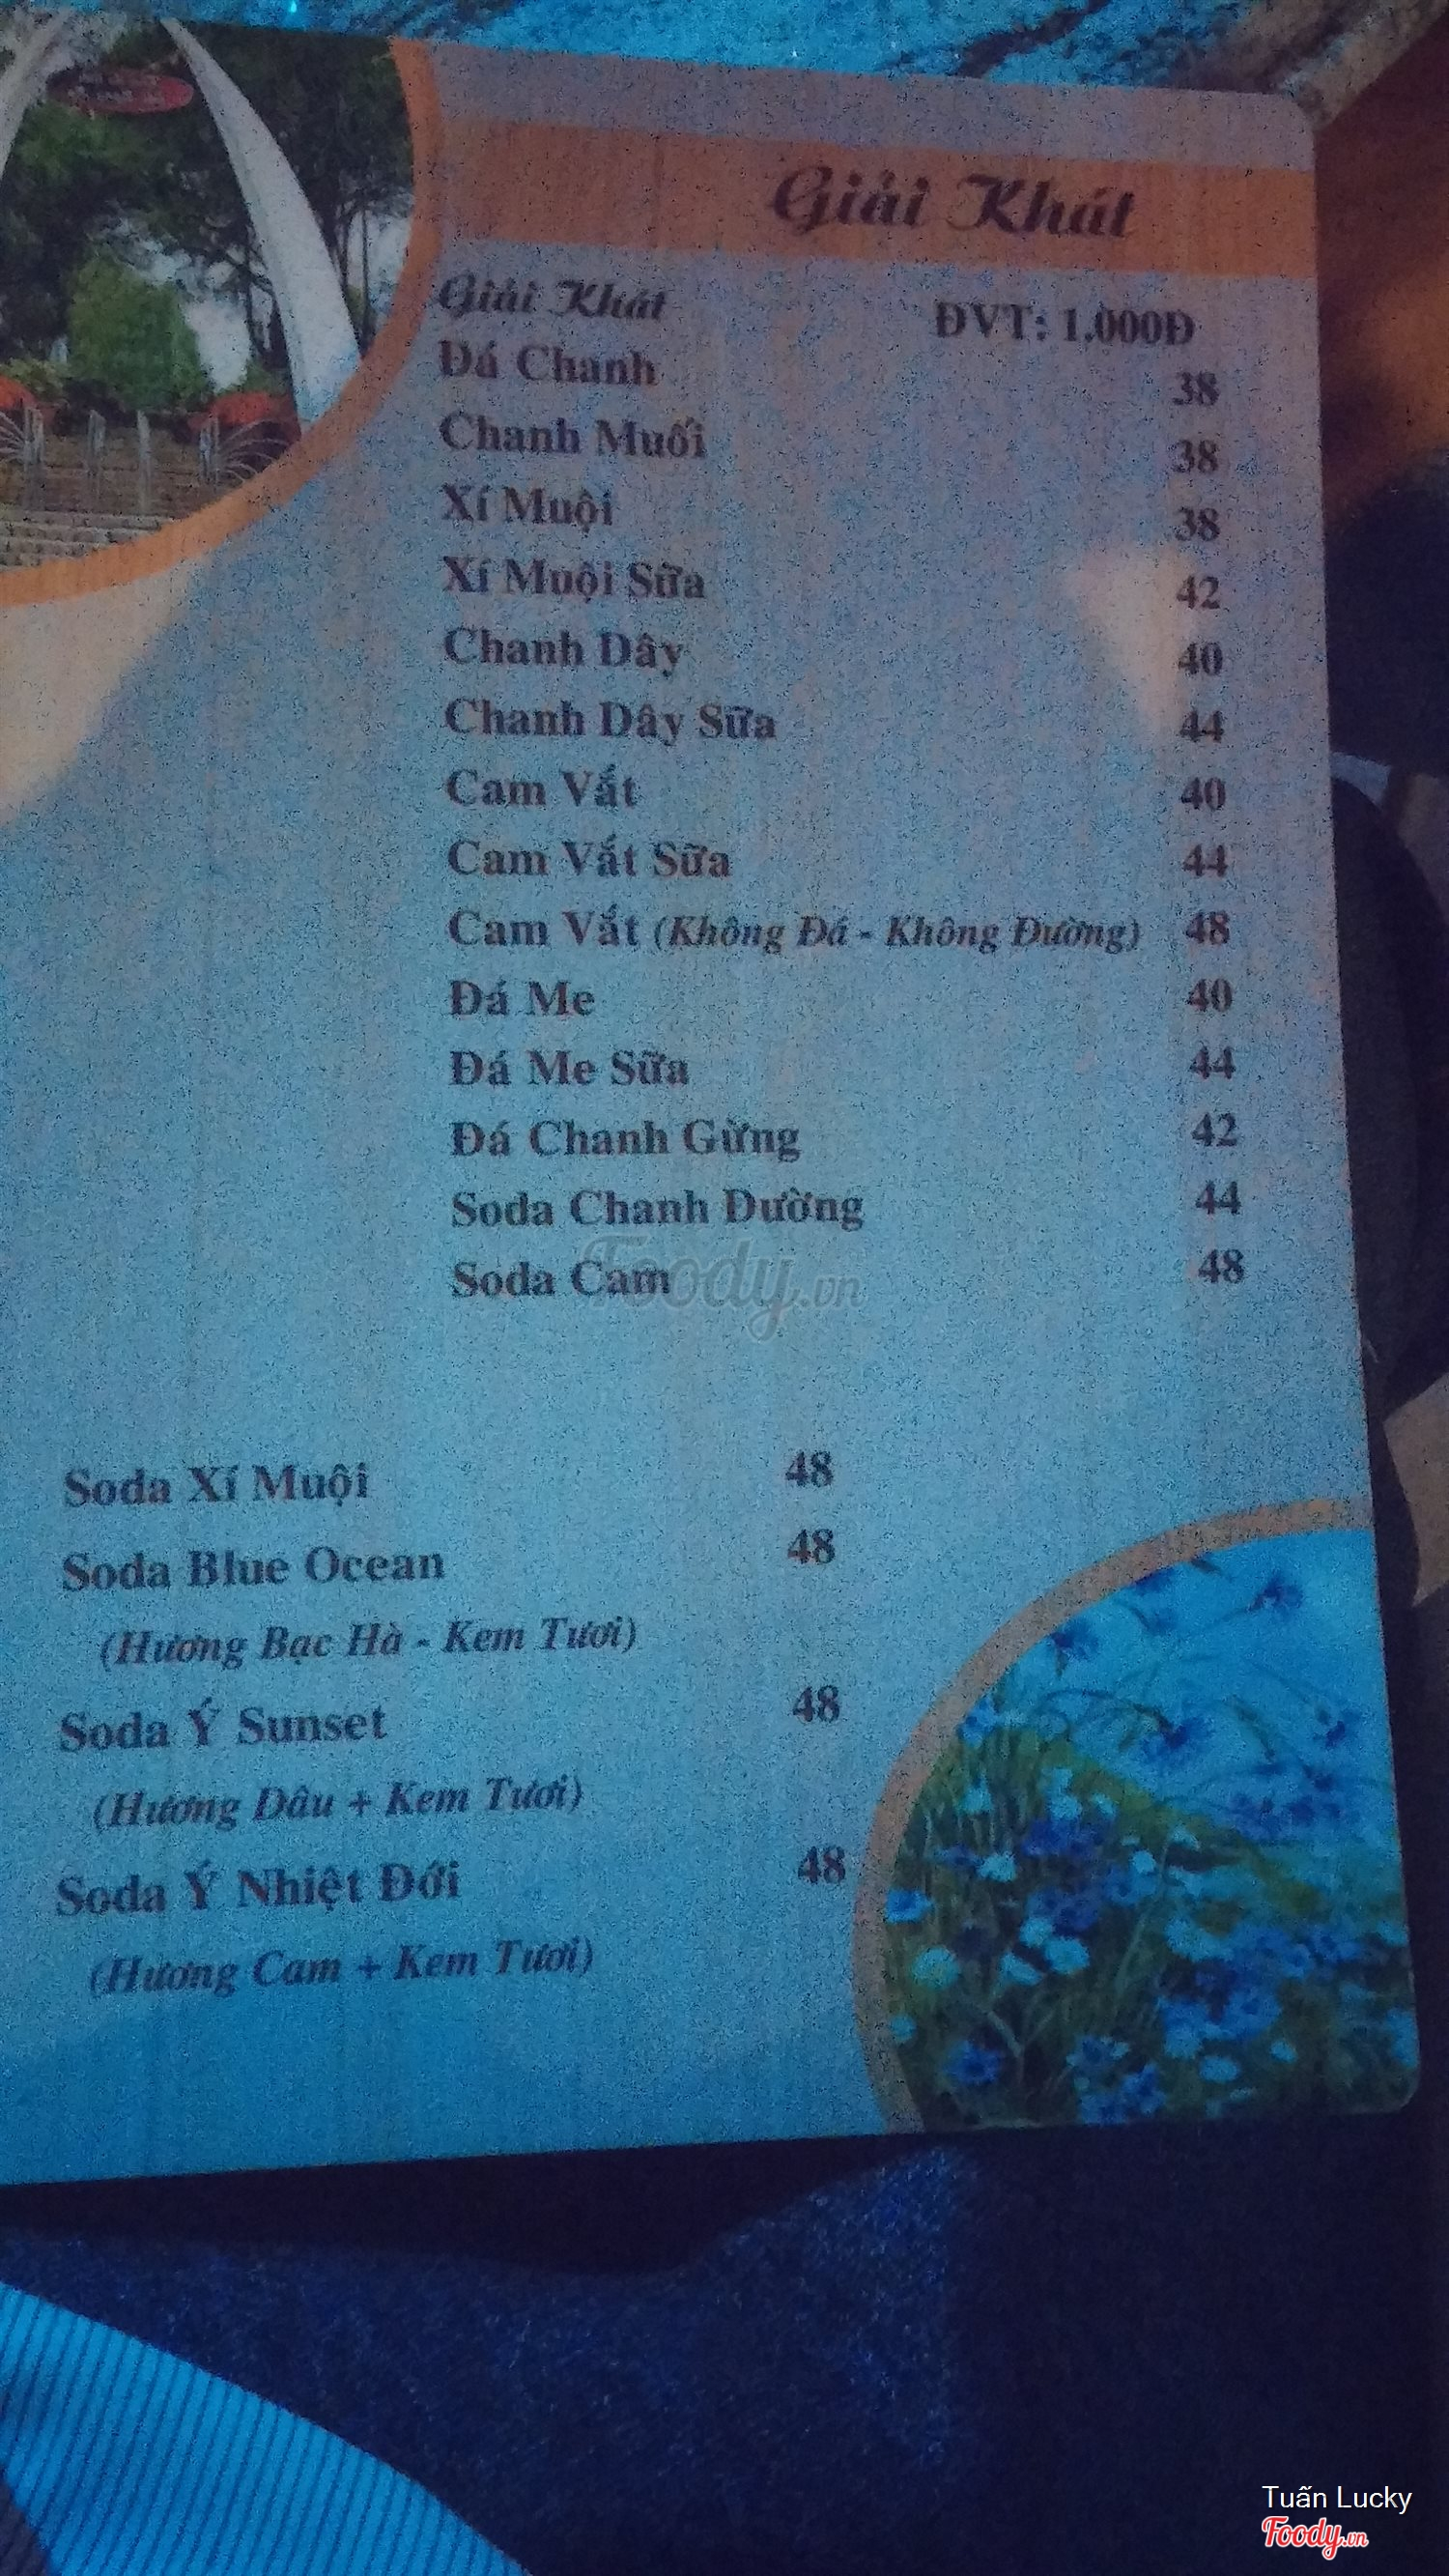 Giải Khát
Giải Khát ĐVT: 1.000Đ
Đá Chanh 38
Chanh Muối 38
Xí Muội 38
Xí Muội Sữa 42
Chanh Dây 40
Chanh Dây Sữa 44
Cam Vắt 40
Cam Vắt Sữa 44
Cam Vắt (Không Đá - Không Đường) 48
Đá Me 40
Đá Me Sữa 44
Đá Chanh Gừng 42
Soda Chanh Đường 44
Soda Cam 48
Foody.vn
Soda Xí Muội 48
Soda Blue Ocean 48
(Hương Bạc Hà - Kem Tươi)
Soda Ý Sunset 48
(Hương Dâu + Kem Tươi)
Soda Ý Nhiệt Đới 48
(Hương Cam + Kem Tươi)
Tuấn Lucky
Foody.vn